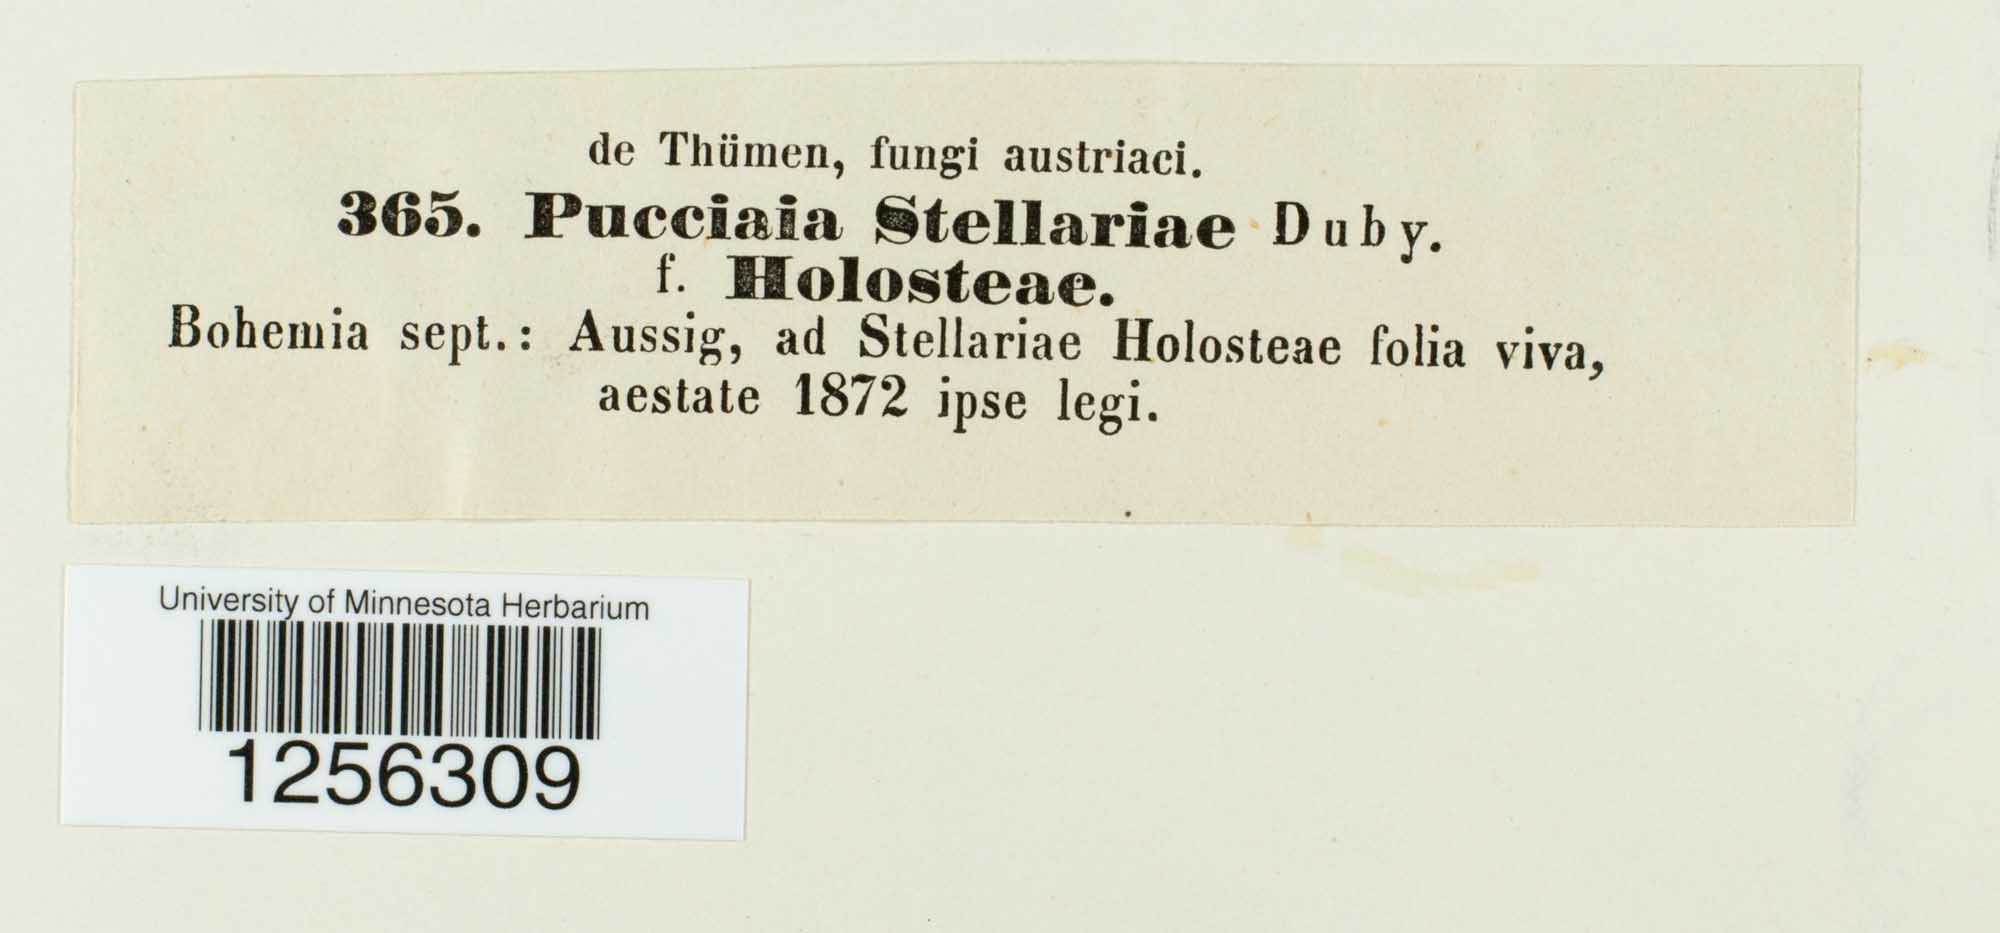 de Thümen, fungi austriaci.
365. Pucciaia Stellariae Duby.
f. Holosteae.
Bohemia sept.: Aussig, ad Stellariae Holosteae folia viva,
aestate 1872 ipse legi.
University of Minnesota Herbarium
1256309